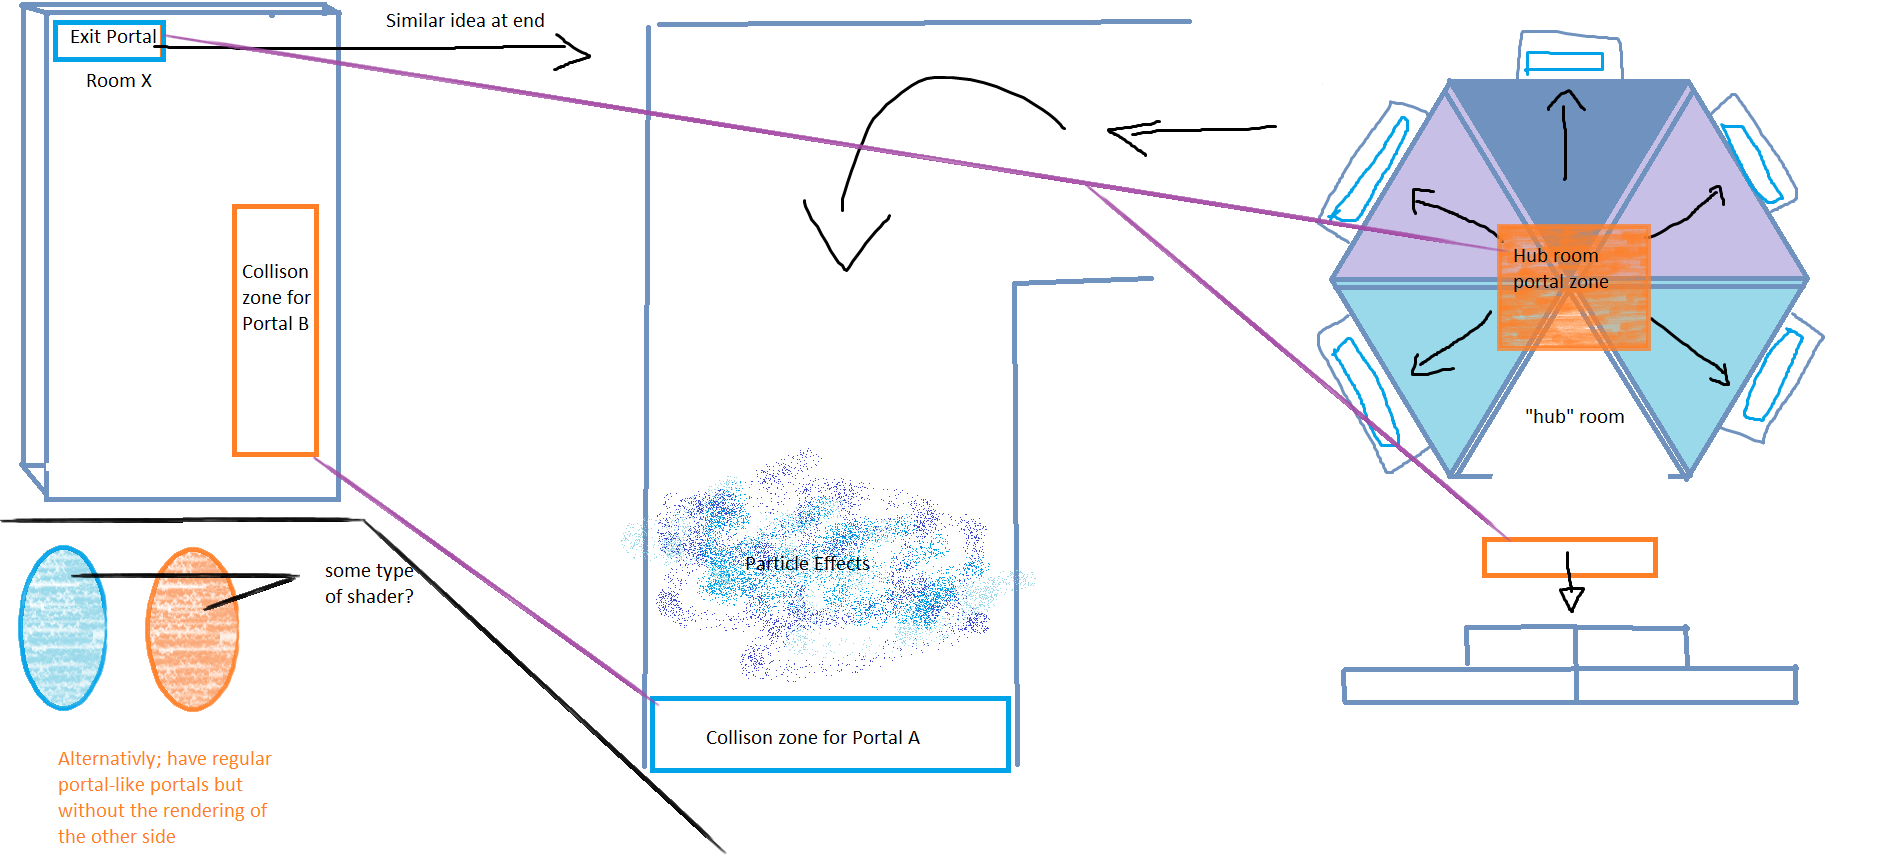 Exit Portal
Room X
Similar idea at end
Collison
zone for
Portal B
Hub room
portal zone
"hub" room
Particle Effects
some type
of shader?
Collison zone for Portal A
Alternativly; have regular
portal-like portals but
without the rendering of
the other side